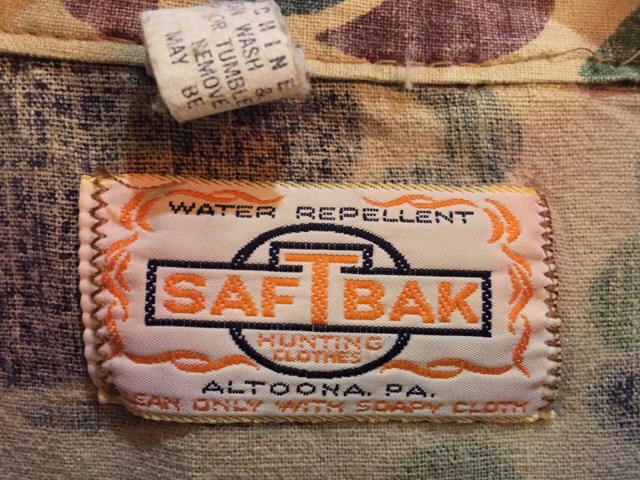 CHINE
WASH &
OR TUMBLE
REMOVE
MAY BE
WATER REPELLENT
SAFTBAK
HUNTING
CLOTHES
ALTOONA, PA.
EAN ONLY WITH SOAPY CLOTH